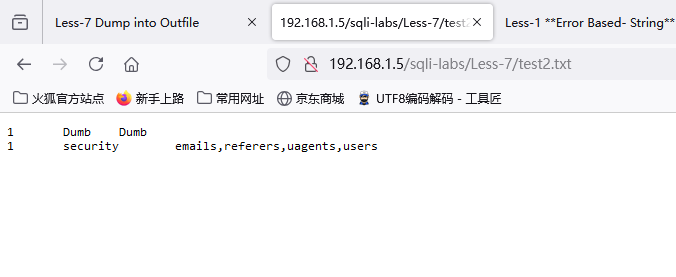 Less-7 Dump into Outfile
192.168.1.5/sqli-labs/Less-7/test2
Less-1 **Error Based- String**
192.168.1.5/sqli-labs/Less-7/test2.txt
火狐官方站点 新手上路 常用网址 京东商城 UTF8编码解码 - 工具匠
1 Dumb Dumb
1 security emails,referers,uagents,users